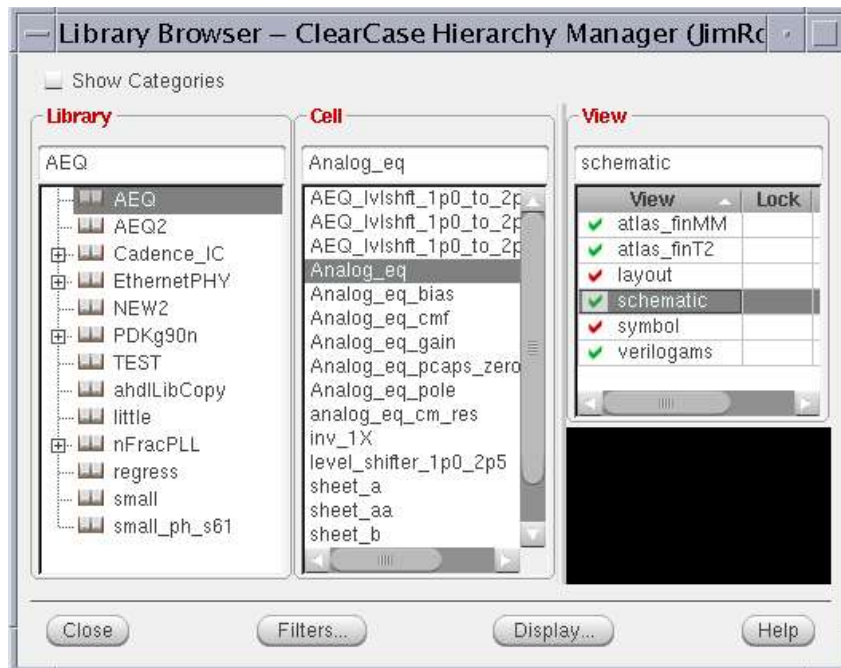 Library Browser – ClearCase Hierarchy Manager (JimRo
Show Categories
Library
AEQ
AEQ
AEQ2
Cadence_IC
EthernetPHY
NEW2
PDKg90n
TEST
ahdlLibCopy
little
nFracPLL
regress
small
small_ph_s61
Cell
Analog_eq
AEQ_lvlshft_1p0_to_2p
AEQ_lvlshft_1p0_to_2p
AEQ_lvlshft_1p0_to_2p
Analog_eq
Analog_eq_bias
Analog_eq_cmf
Analog_eq_gain
Analog_eq_pcaps_zero
Analog_eq_pole
analog_eq_cm_res
inv_1X
level_shifter_1p0_2p5
sheet_a
sheet_aa
sheet_b
View
schematic
View Lock
atlas_finMM
atlas_finT2
layout
schematic
symbol
verilogams
Close Filters... Display... Help